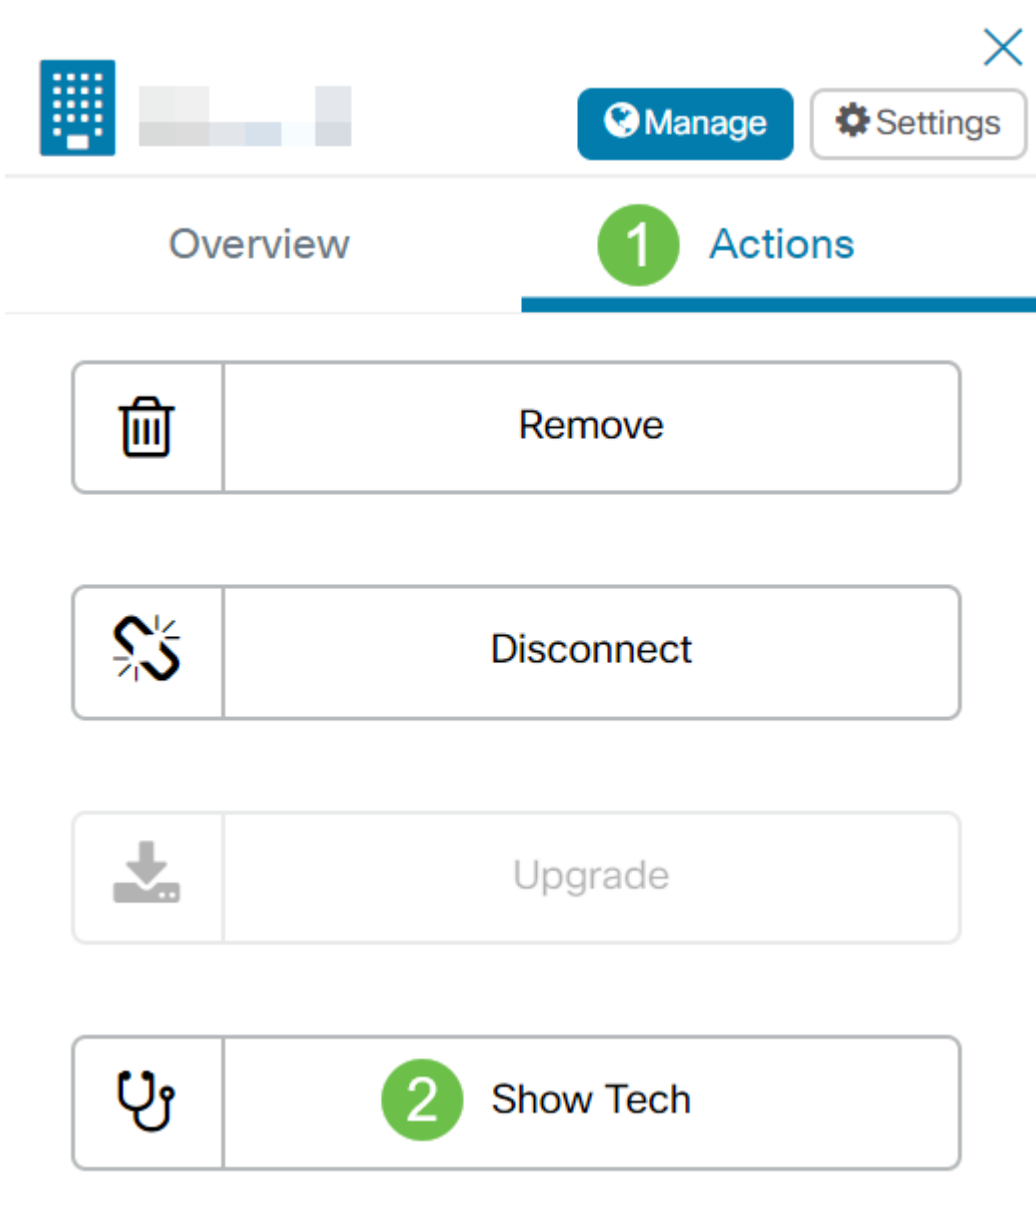 Manage Settings
Overview 1 Actions
Remove
Disconnect
Upgrade
2 Show Tech